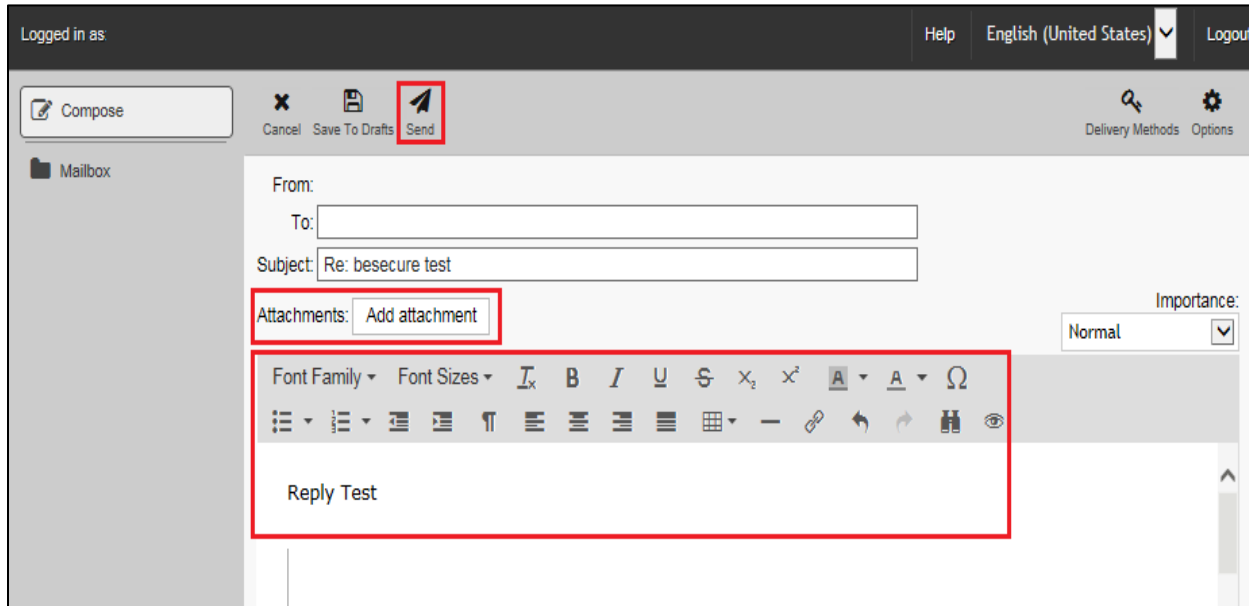 Logged in as:
Help
English (United States)
Logout
Compose
Cancel
Save To Drafts
Send
Delivery Methods
Options
Mailbox
From:
To:
Subject:
Re: besecure test
Attachments:
Add attachment
Importance:
Normal
Font Family
Font Sizes
Reply Test